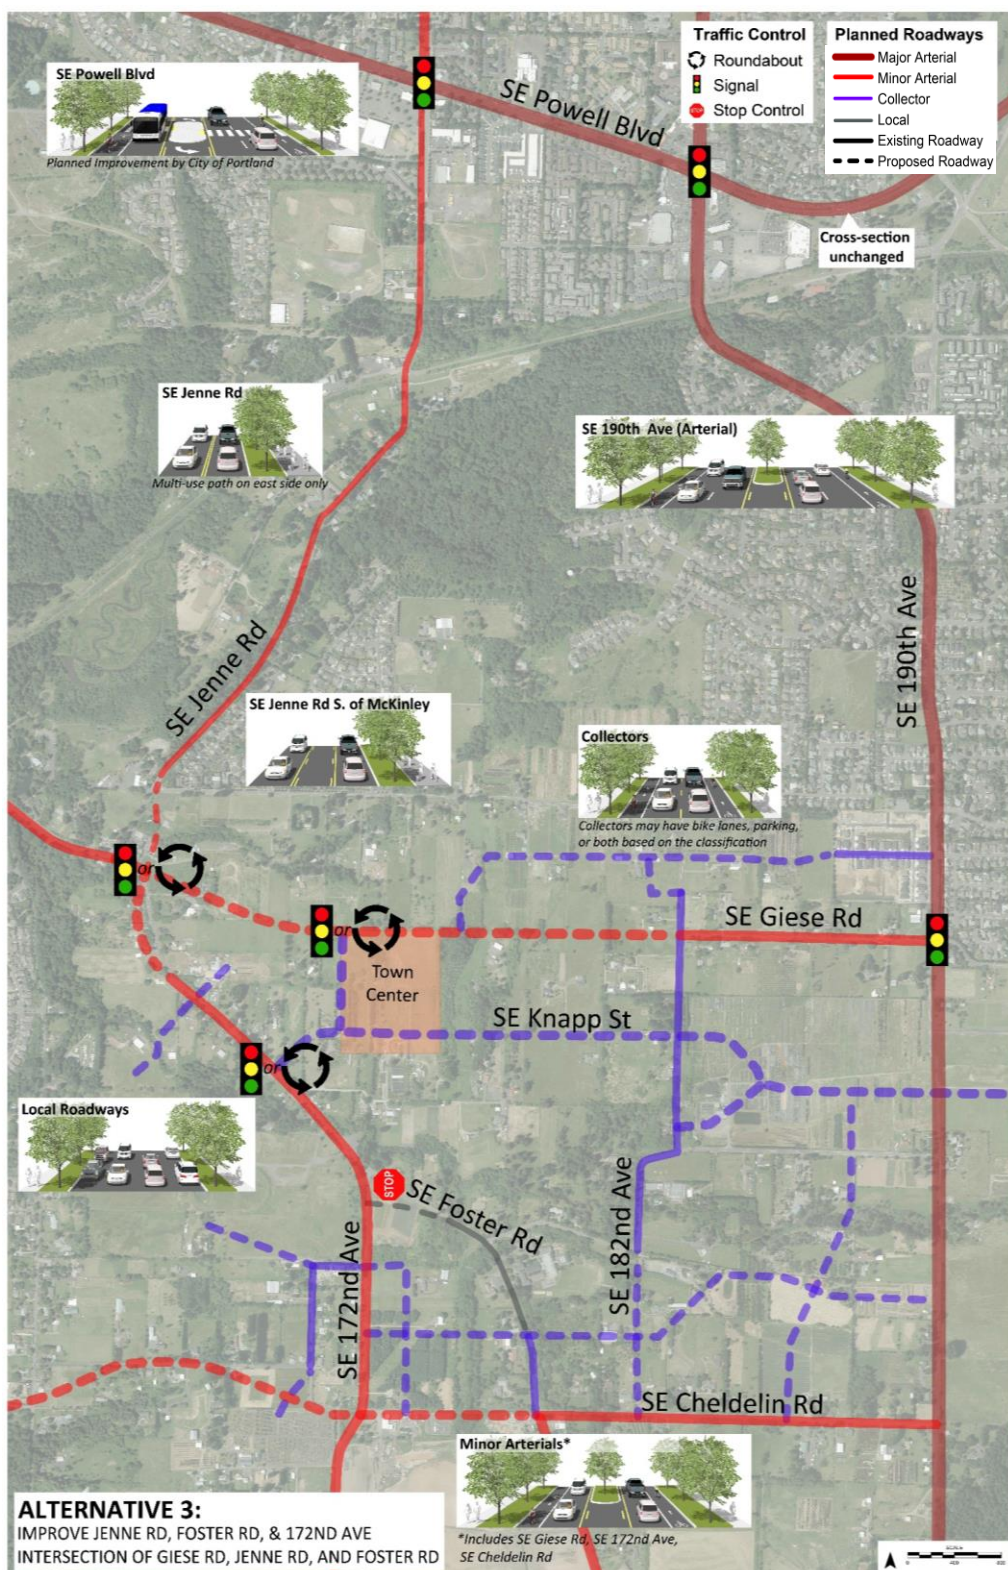 Traffic Control
Roundabout
Signal
STOP
Stop Control
Planned Roadways
Major Arterial
Minor Arterial
Collector
Local
Existing Roadway
Proposed Roadway
SE Powell Blvd
Planned Improvement by City of Portland
SE Powell Blvd
Cross-section
unchanged
SE Jenne Rd
Multi-use path on east side only
SE 190th Ave (Arterial)
SE Jenne Rd
SE 190th Ave
SE Jenne Rd S. of McKinley
Collectors
Collectors may have bike lanes, parking,
or both based on the classification
or
or
SE Giese Rd
Town
Center
SE Knapp St
or
Local Roadways
STOP
SE Foster Rd
SE 182nd Ave
SE 172nd Ave
SE Cheldelin Rd
Minor Arterials*
*Includes SE Giese Rd, SE 172nd Ave,
SE Cheldelin Rd
ALTERNATIVE 3:
IMPROVE JENNE RD, FOSTER RD, & 172ND AVE
INTERSECTION OF GIESE RD, JENNE RD, AND FOSTER RD